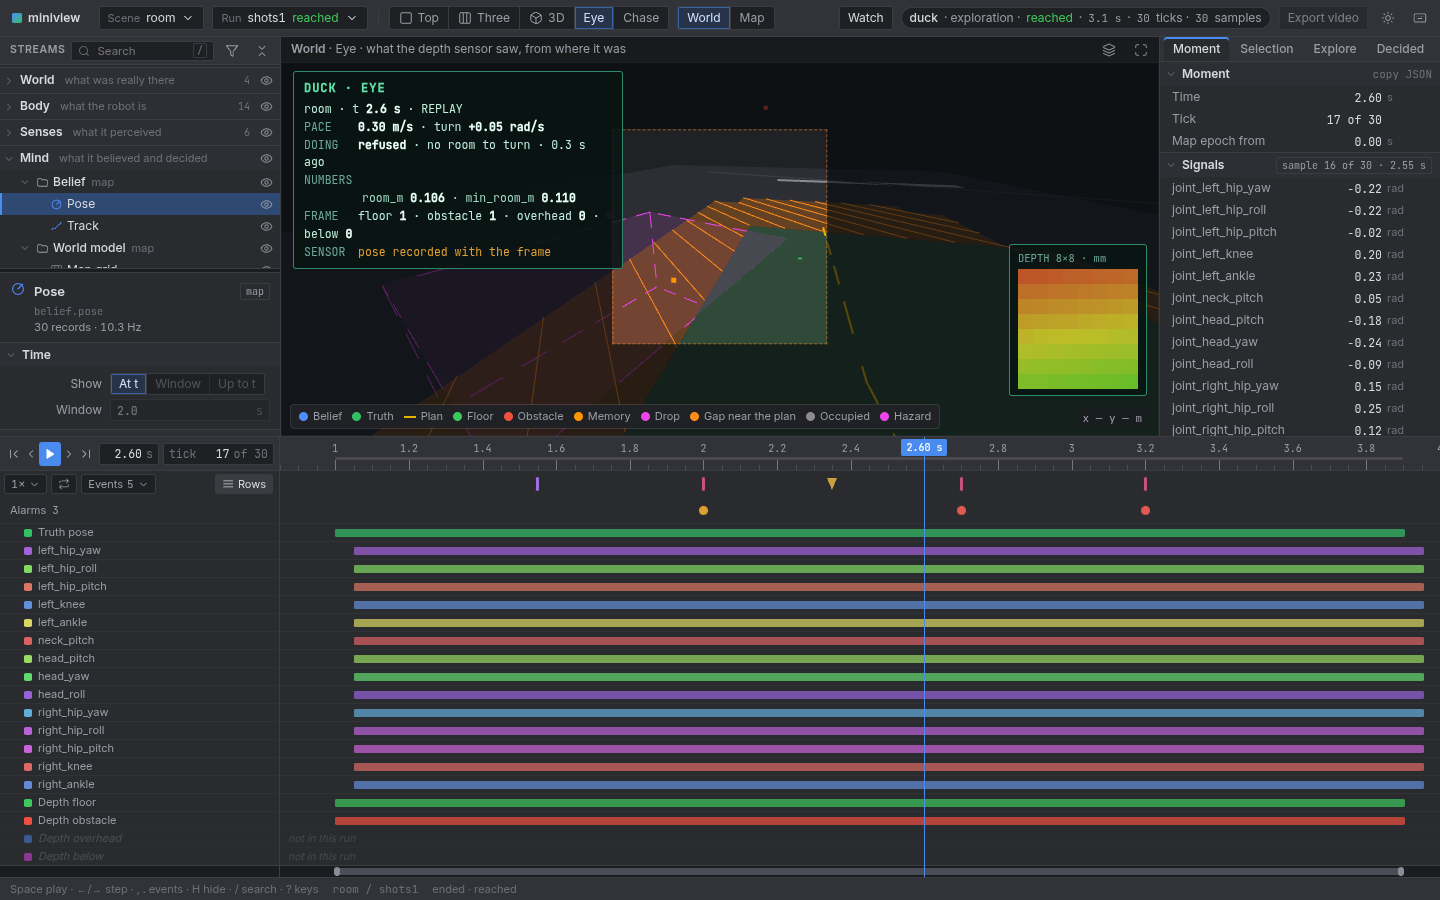 miniview
Scene room
Run shots1 reached
Top Three 3D Eye Chase World Map
Watch
duck · exploration · reached · 3.1 s · 30 ticks · 30 samples
Export video
STREAMS
Search /
World what was really there 4
Body what the robot is 14
Senses what it perceived 6
Mind what it believed and decided
Belief map
Pose
Track
World model map
Pose map
belief.pose
30 records · 10.3 Hz
Time
Show At t Window Up to t
Window 2.0 s
World · Eye · what the depth sensor saw, from where it was
DUCK · EYE
room · t 2.6 s · REPLAY
PACE 0.30 m/s · turn +0.05 rad/s
DOING refused · no room to turn · 0.3 s
ago
NUMBERS
room_m 0.106 · min_room_m 0.110
FRAME floor 1 · obstacle 1 · overhead 0 ·
below 0
SENSOR pose recorded with the frame
DEPTH 8×8 · mm
Belief Truth Plan Floor Obstacle Memory Drop Gap near the plan Occupied Hazard
x – y – m
Moment Selection Explore Decided
Moment copy JSON
Time 2.60 s
Tick 17 of 30
Map epoch from 0.00 s
Signals sample 16 of 30 · 2.55 s
joint_left_hip_yaw -0.22 rad
joint_left_hip_roll -0.22 rad
joint_left_hip_pitch -0.02 rad
joint_left_knee 0.20 rad
joint_left_ankle 0.23 rad
joint_neck_pitch 0.05 rad
joint_head_pitch -0.18 rad
joint_head_yaw -0.24 rad
joint_head_roll -0.09 rad
joint_right_hip_yaw 0.15 rad
joint_right_hip_roll 0.25 rad
joint_right_hip_pitch 0.12 rad
2.60 s tick 17 of 30
1 1.2 1.4 1.6 1.8 2 2.2 2.4 2.60 s 2.8 3 3.2 3.4 3.6 3.8
1× Events 5 Rows
Alarms 3
Truth pose
left_hip_yaw
left_hip_roll
left_hip_pitch
left_knee
left_ankle
neck_pitch
head_pitch
head_yaw
head_roll
right_hip_yaw
right_hip_roll
right_hip_pitch
right_knee
right_ankle
Depth floor
Depth obstacle
Depth overhead not in this run
Depth below not in this run
Space play · ←/→ step · , . events · H hide · / search · ? keys room / shots1 ended · reached